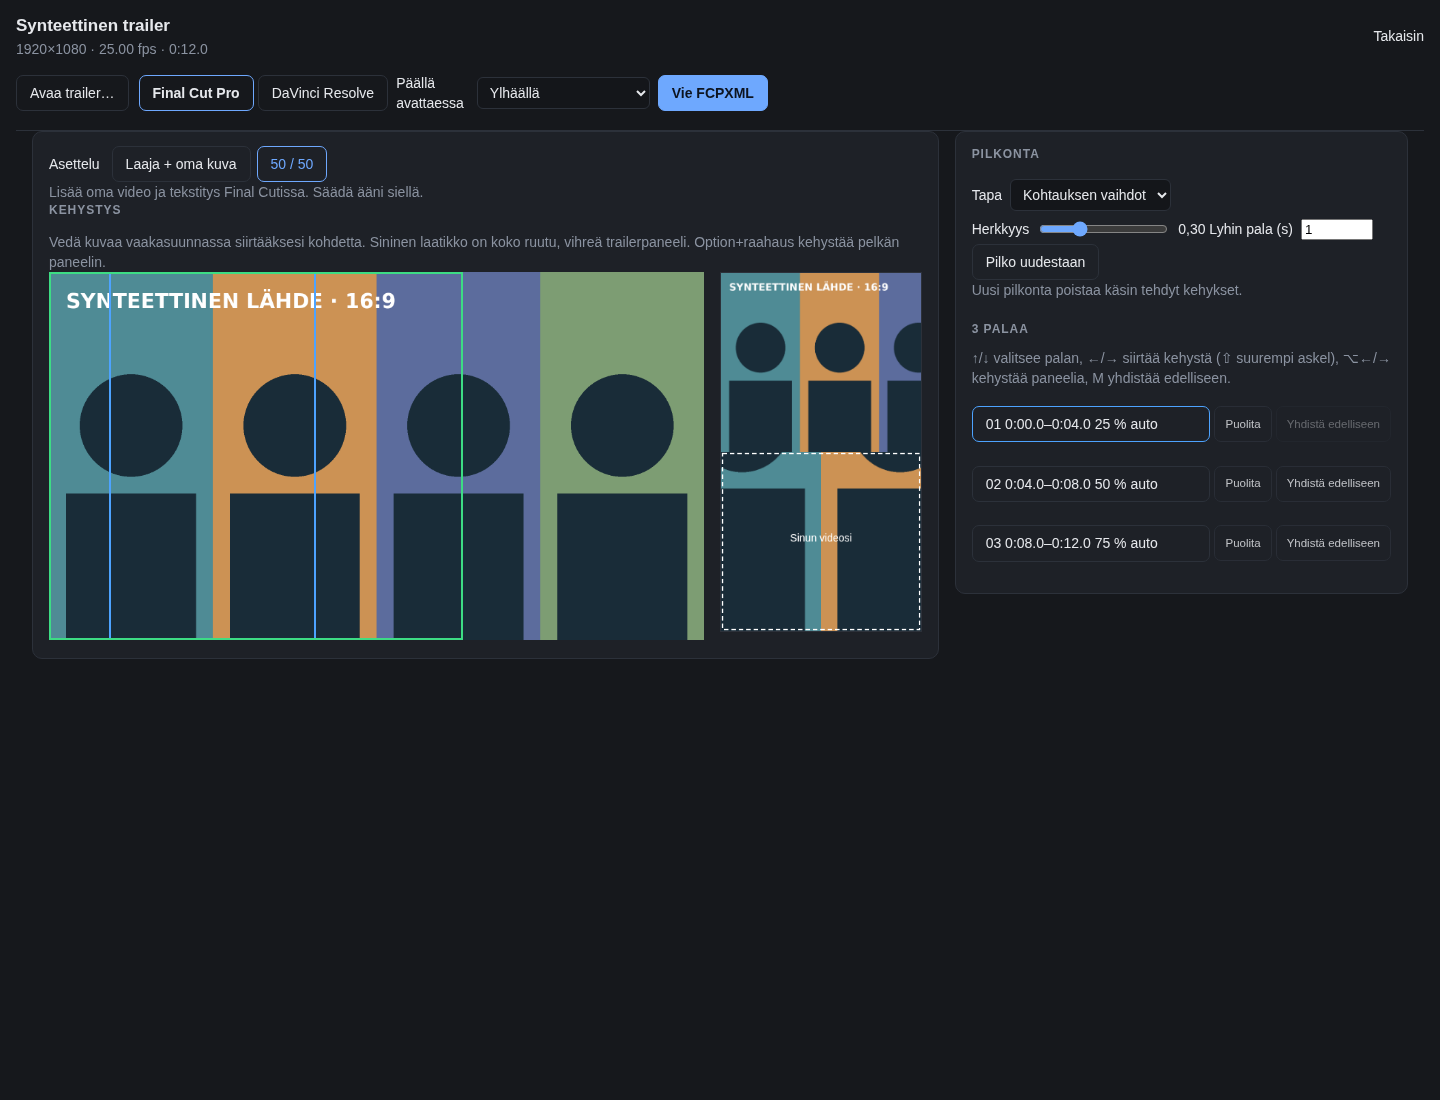 Synteettinen trailer
1920×1080 · 25.00 fps · 0:12.0
Takaisin
Avaa trailer…
Final Cut Pro
DaVinci Resolve
Päällä avattaessa
Ylhäällä
Vie FCPXML
Asettelu
Laaja + oma kuva
50 / 50
Lisää oma video ja tekstitys Final Cutissa. Säädä ääni siellä.
KEHYSTYS
Vedä kuvaa vaakasuunnassa siirtääksesi kohdetta. Sininen laatikko on koko ruutu, vihreä trailerpaneeli. Option+raahaus kehystää pelkän
paneelin.
SYNTEETTINEN LÄHDE · 16:9
SYNTEETTINEN LÄHDE · 16:9
Sinun videosi
PILKONTA
Tapa
Kohtauksen vaihdot
Herkkyys
0,30 Lyhin pala (s)
1
Pilko uudestaan
Uusi pilkonta poistaa käsin tehdyt kehykset.
3 PALAA
↑/↓ valitsee palan, ←/→ siirtää kehystä (⇧ suurempi askel), ⌥←/→
kehystää paneelia, M yhdistää edelliseen.
01 0:00.0–0:04.0 25 % auto
Puolita
Yhdistä edelliseen
02 0:04.0–0:08.0 50 % auto
Puolita
Yhdistä edelliseen
03 0:08.0–0:12.0 75 % auto
Puolita
Yhdistä edelliseen